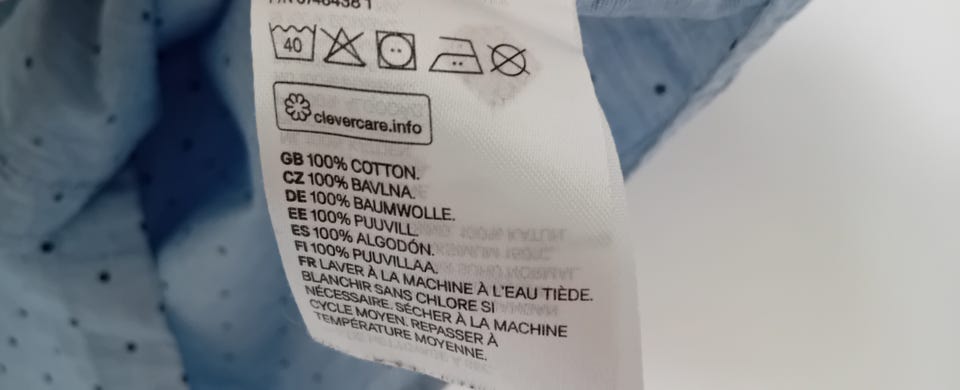 40
clevercare.info
GB 100% COTTON.
CZ 100% BAVLNA.
DE 100% BAUMWOLLE.
EE 100% PUUVILL.
ES 100% ALGODÓN.
FI 100% PUUVILLAA.
FR LAVER À LA MACHINE À L'EAU TIÈDE.
BLANCHIR SANS CHLORE SI
NÉCESSAIRE. SÉCHER À LA MACHINE
CYCLE MOYEN. REPASSER À
TEMPÉRATURE MOYENNE.